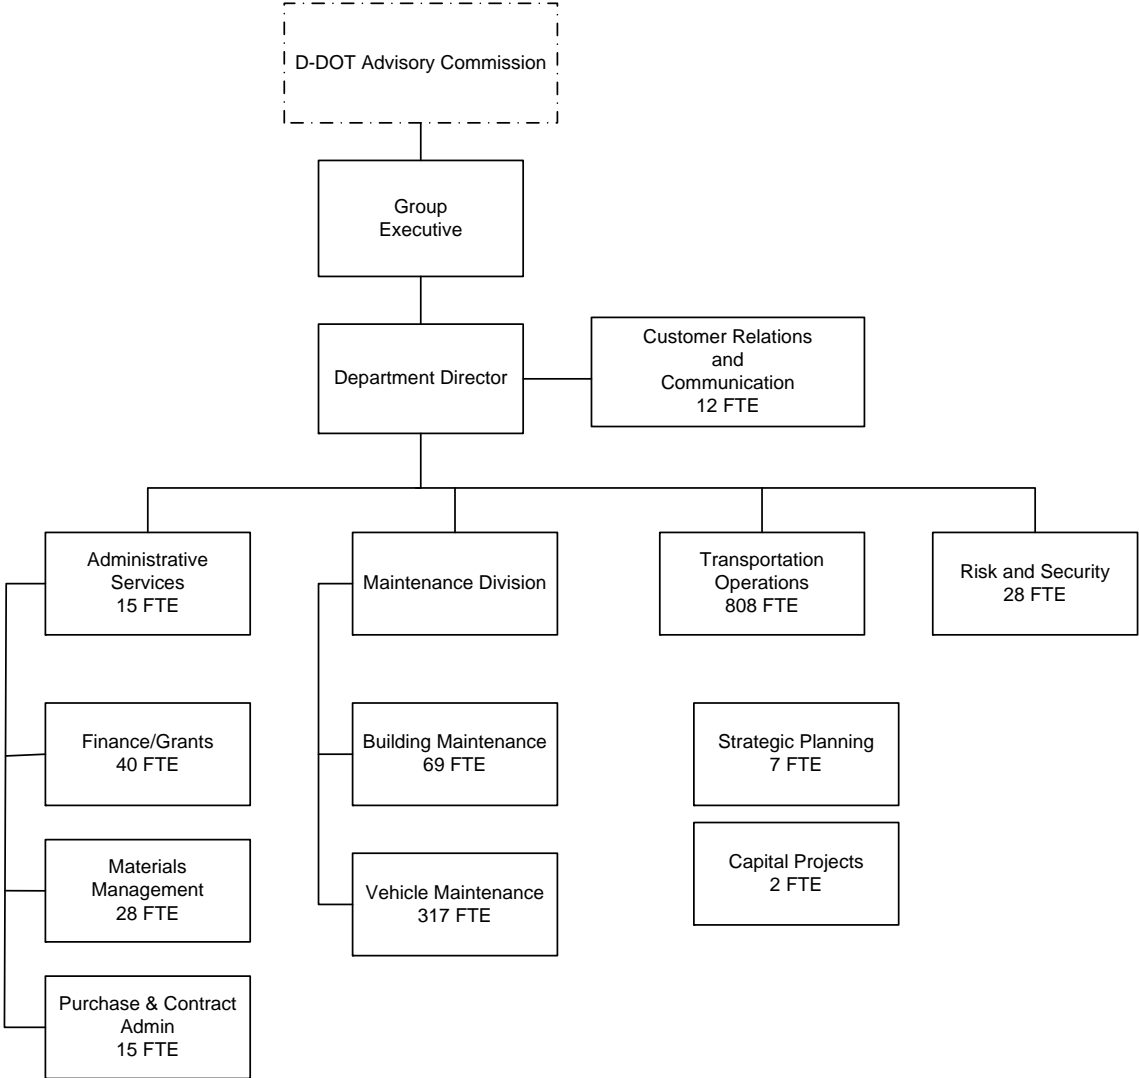 D-DOT Advisory Commission
Group
Executive
Department Director
Customer Relations
and
Communication
12 FTE
Administrative
Services
15 FTE
Maintenance Division
Transportation
Operations
808 FTE
Risk and Security
28 FTE
Finance/Grants
40 FTE
Building Maintenance
69 FTE
Strategic Planning
7 FTE
Materials
Management
28 FTE
Vehicle Maintenance
317 FTE
Capital Projects
2 FTE
Purchase & Contract
Admin
15 FTE